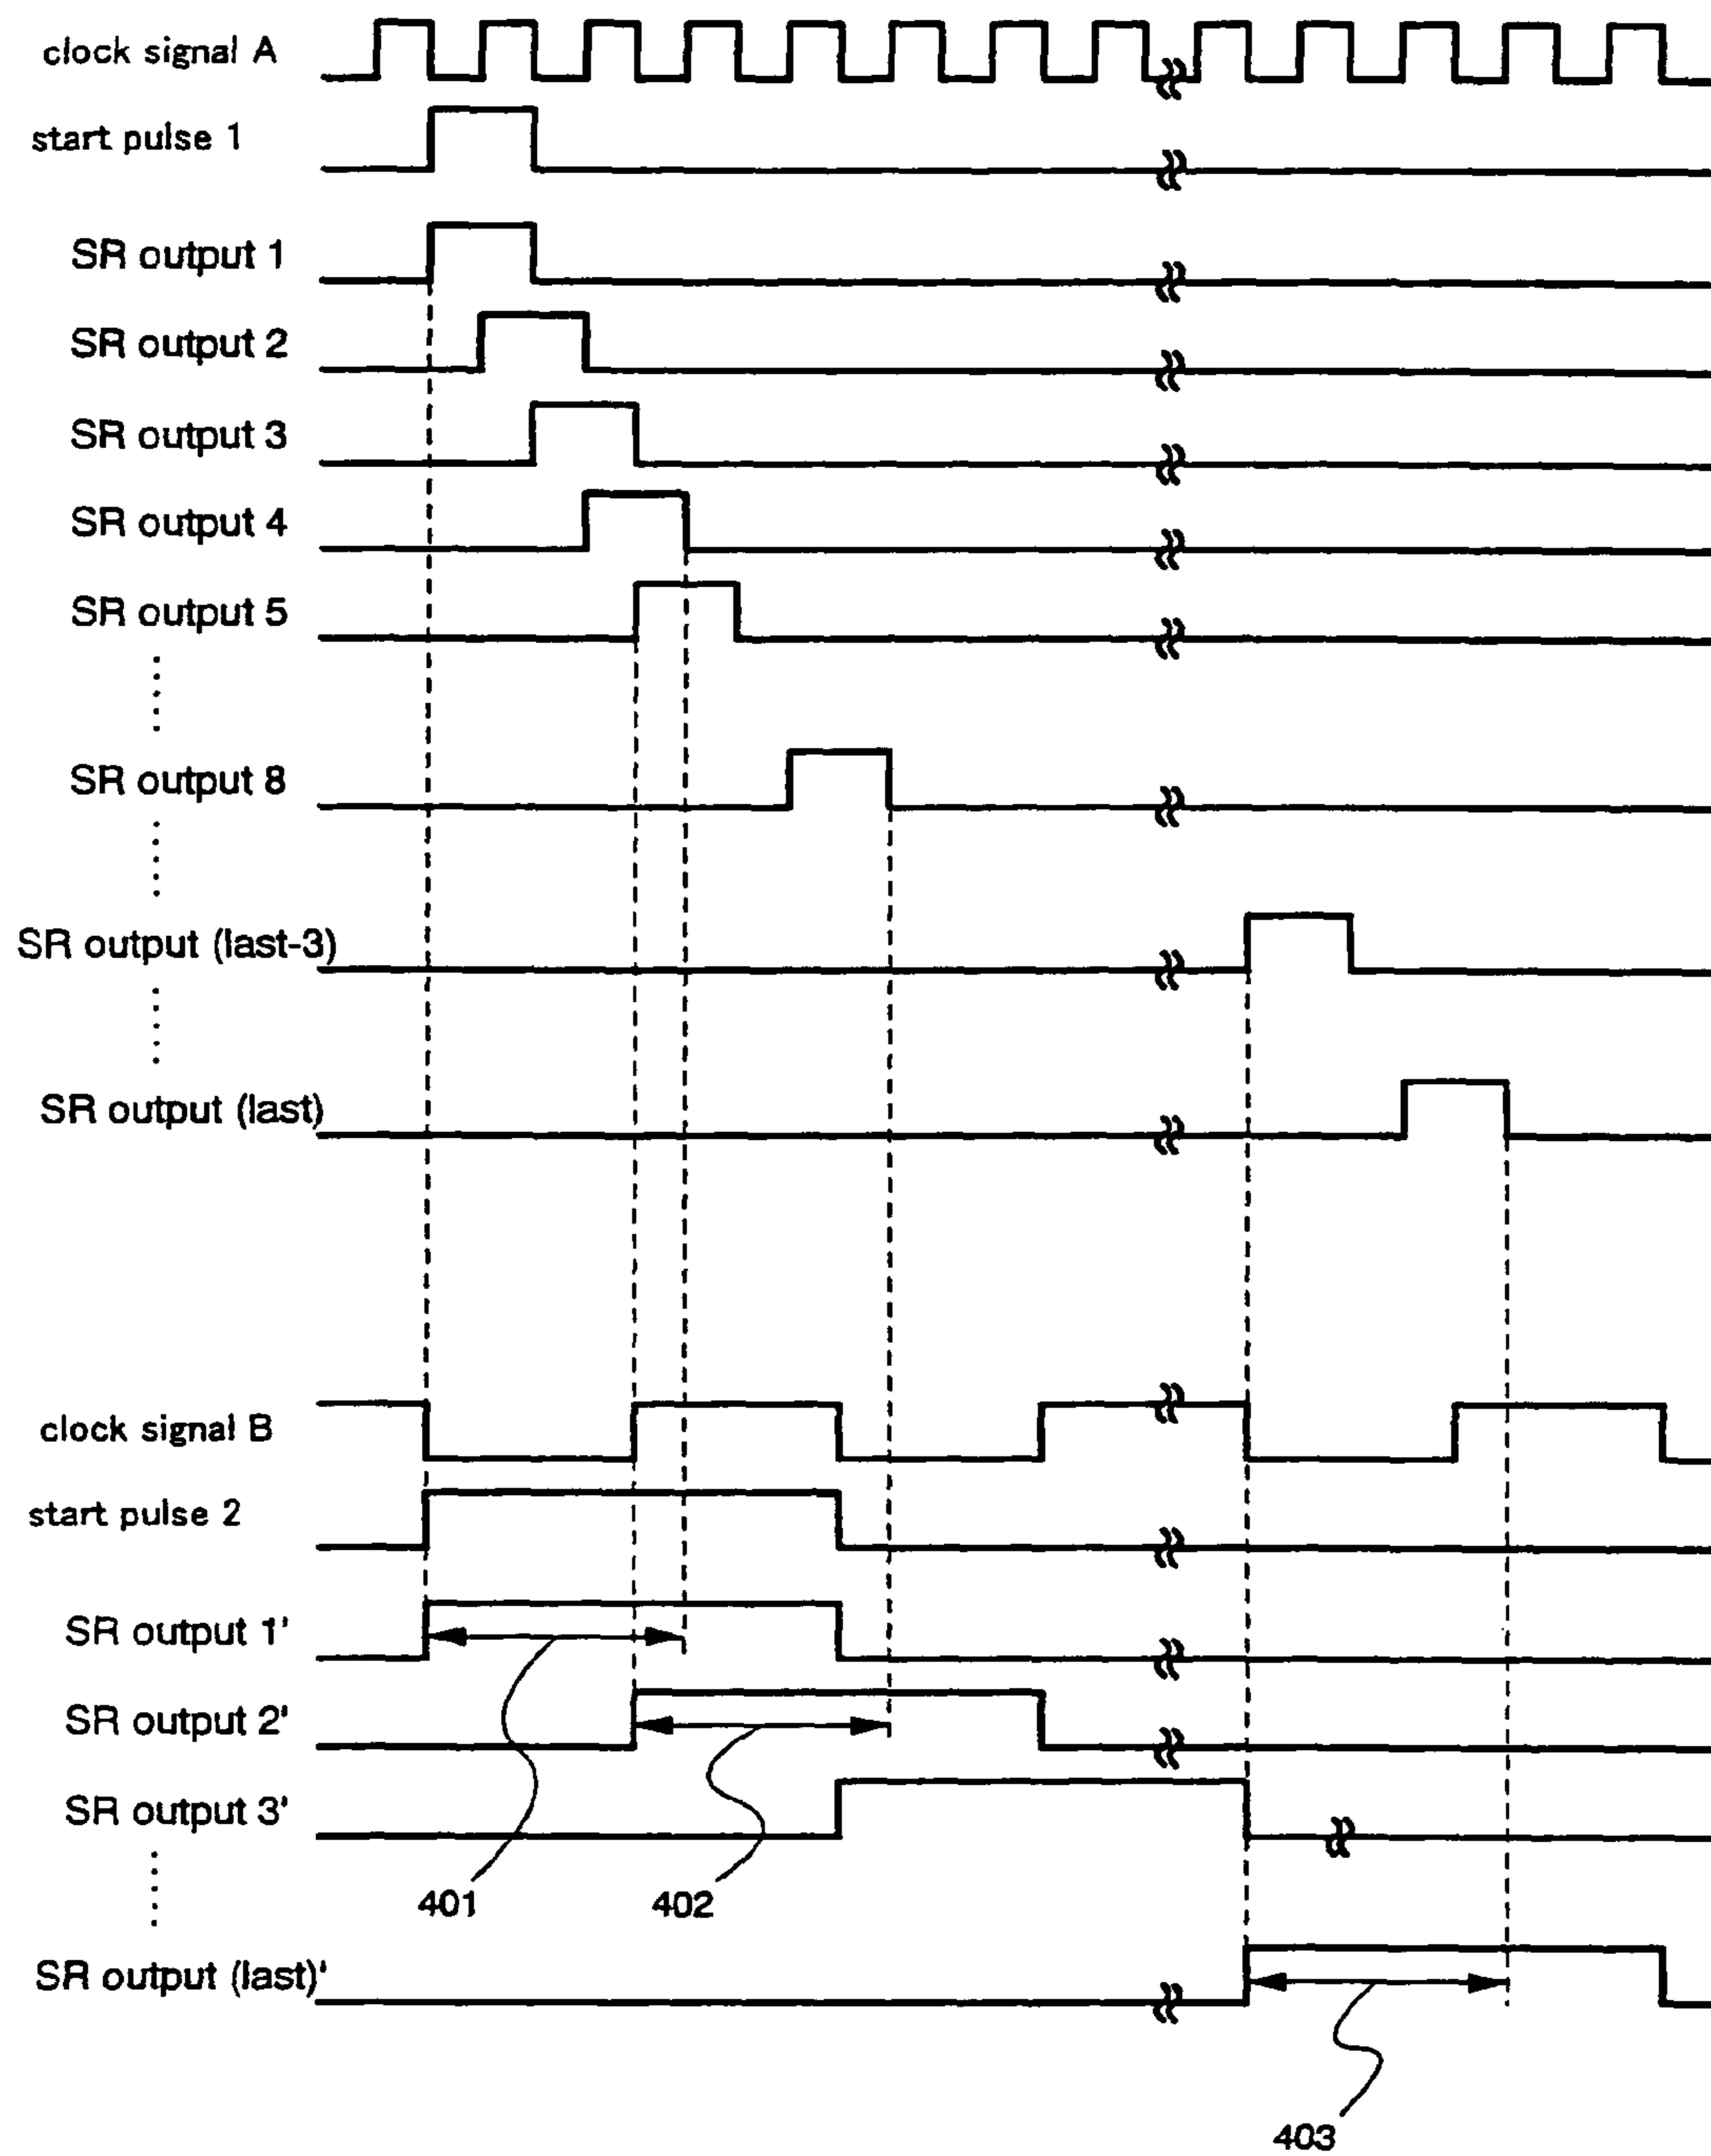 clock signal A
start pulse 1
SR output 1
SR output 2
SR output 3
SR output 4
SR output 5
SR output 8
SR output (last-3)
SR output (last)
clock signal B
start pulse 2
SR output 1'
SR output 2'
SR output 3'
401
402
SR output (last)'
403